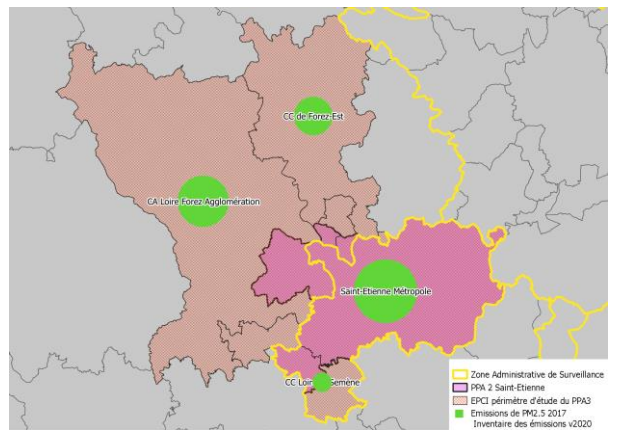 CC de Forez-Est
CA Loire Forez Agglomération
Saint-Etienne Métropole
CC Loir Semène
Zone Administrative de Surveillance
PPA 2 Saint-Etienne
EPCI périmètre d'étude du PPA3
Emissions de PM2.5 2017
Inventaire des émissions v2020